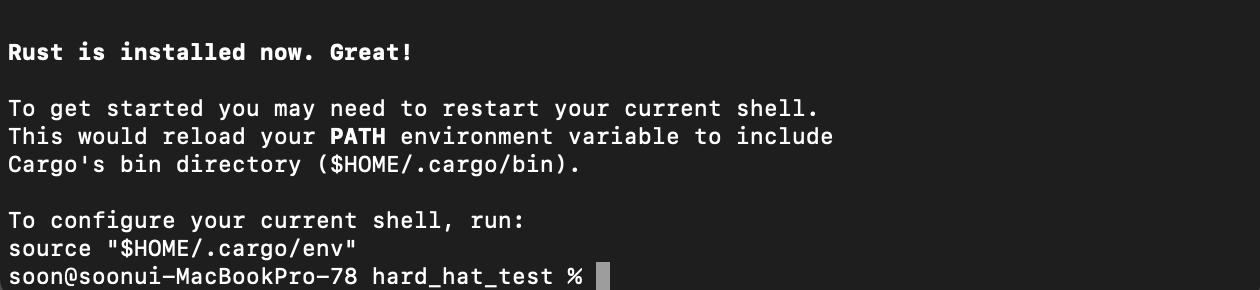 Rust is installed now. Great!
To get started you may need to restart your current shell.
This would reload your PATH environment variable to include
Cargo's bin directory ($HOME/.cargo/bin).
To configure your current shell, run:
source "$HOME/.cargo/env"
soon@soonui-MacBookPro-78 hard_hat_test %